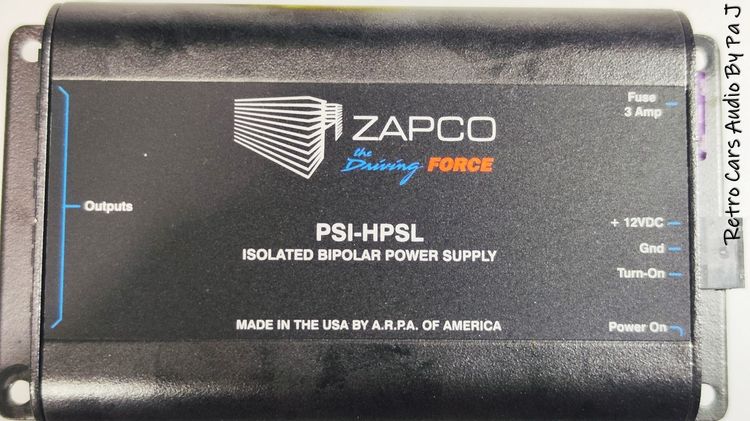 ZAPCO
the Driving FORCE
Outputs
PSI-HPSL
ISOLATED BIPOLAR POWER SUPPLY
MADE IN THE USA BY A.R.P.A. OF AMERICA
Fuse
3 Amp
+ 12VDC
Gnd
Turn-On
Power On
Retro Cars Audio By Pa J